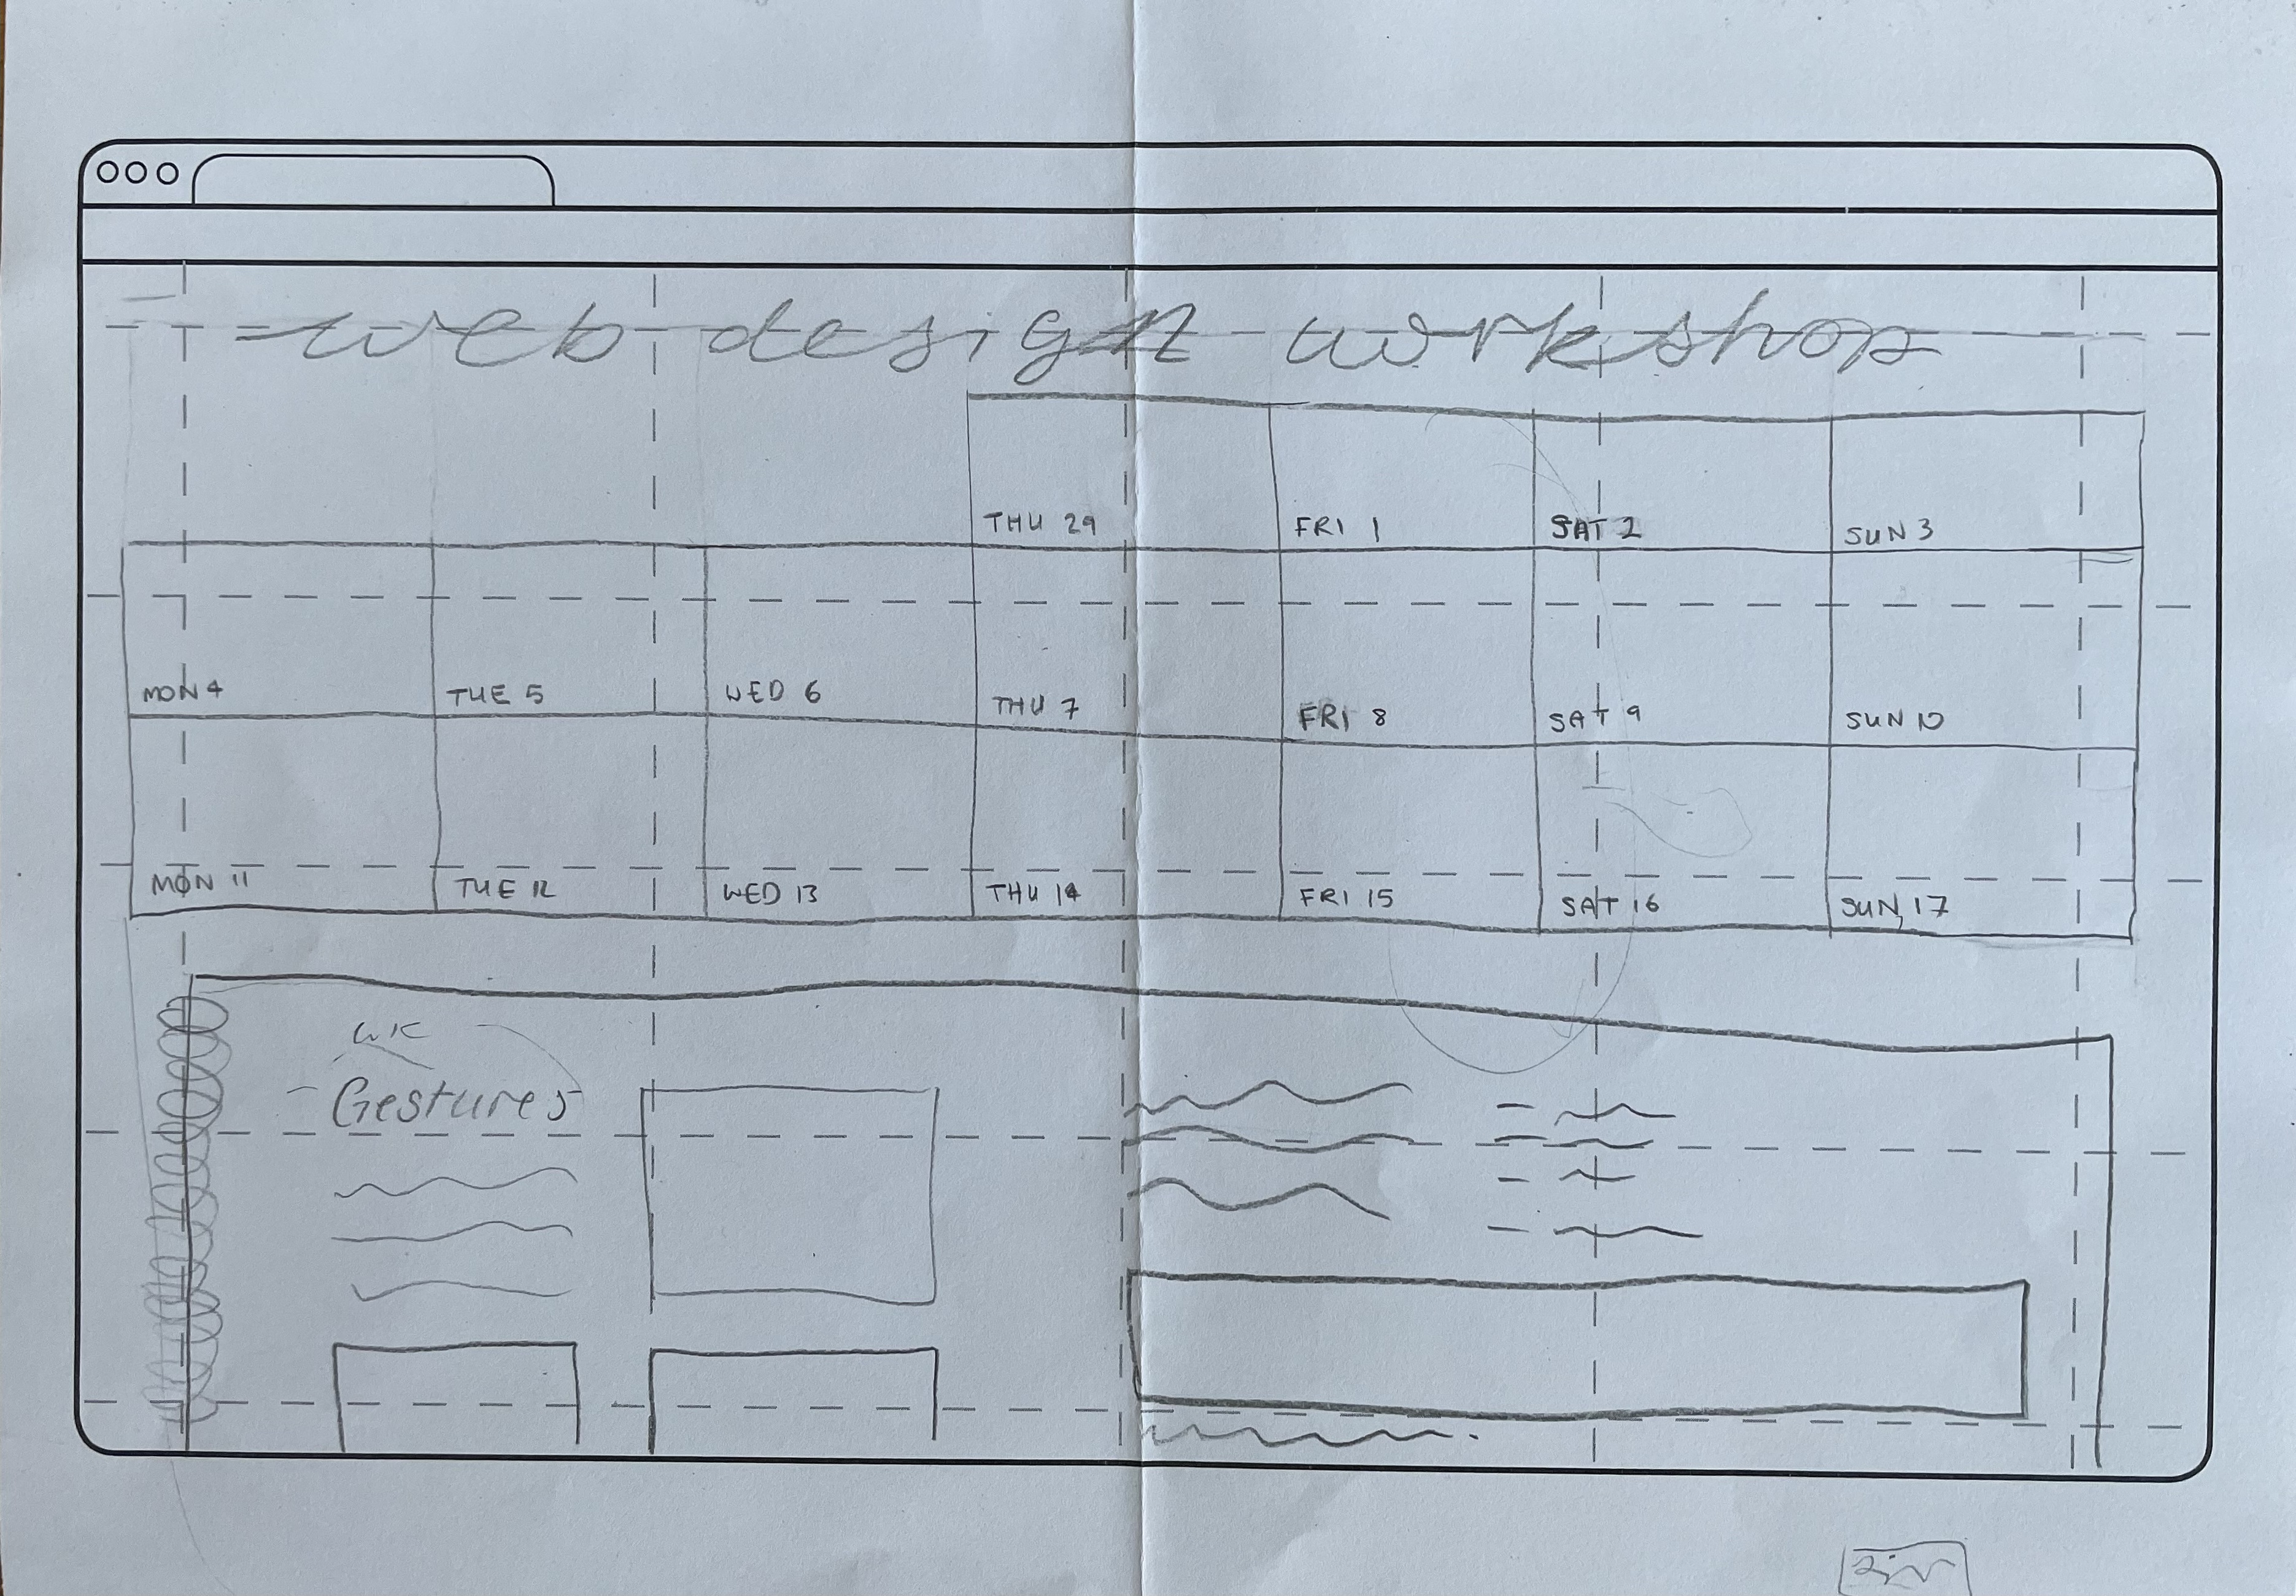 web design workshop
THU 29 FRI 1 SAT 2 SUN 3
MON 4 TUE 5 WED 6 THU 7 FRI 8 SAT 9 SUN 10
MON 11 TUE 12 WED 13 THU 14 FRI 15 SAT 16 SUN 17
Gestures